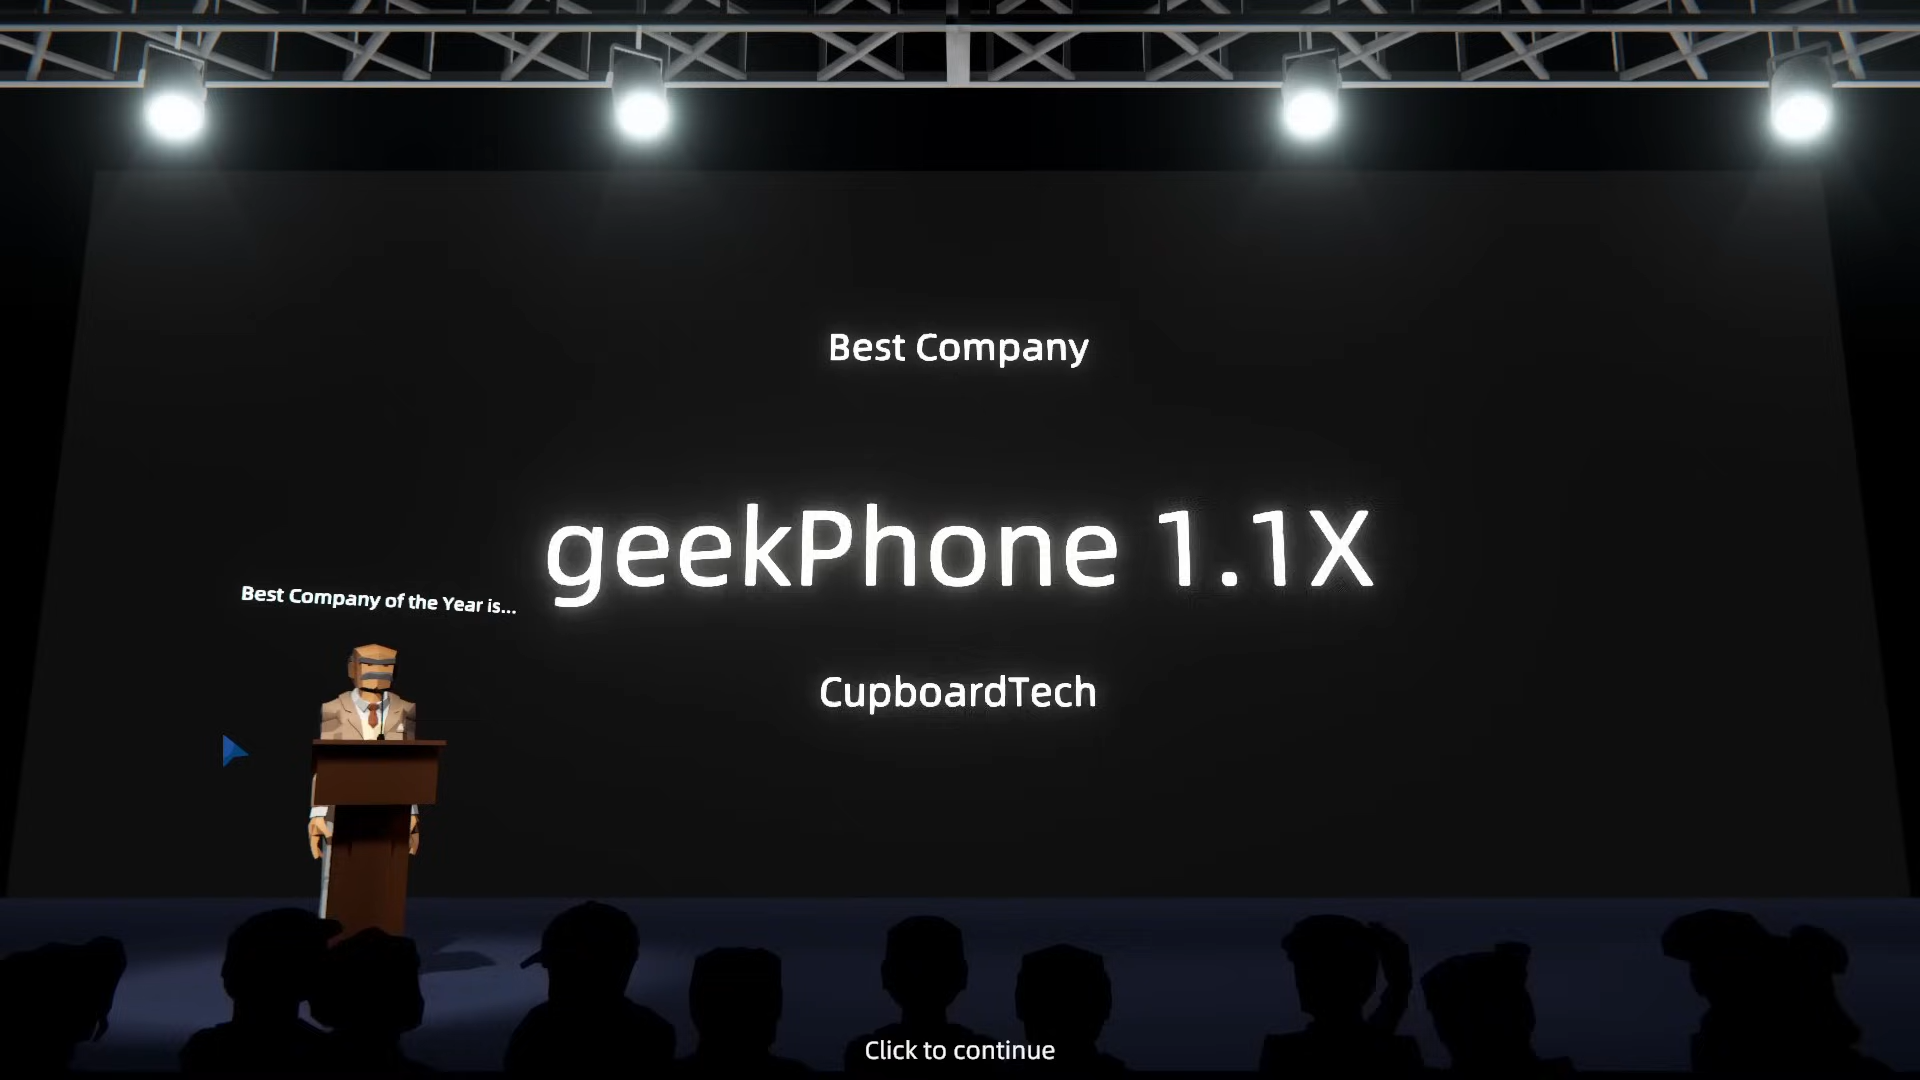 Best Company
geekPhone 1.1X
Best Company of the Year is...
CupboardTech
Click to continue